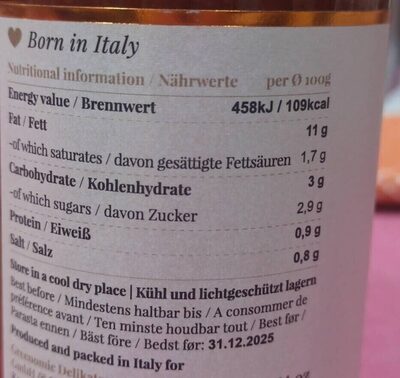 Born in Italy
Nutritional information / Nährwerte per Ø 100g
Energy value / Brennwert 458kJ / 109kcal
Fat / Fett 11 g
-of which saturates / davon gesättigte Fettsäuren 1,7 g
Carbohydrate / Kohlenhydrate 3 g
-of which sugars / davon Zucker 2,9 g
Protein / Eiweiß 0,9 g
Salt / Salz 0,8 g
Store in a cool dry place | Kühl und lichtgeschützt lagern
Best before / Mindestens haltbar bis / A consommer de
préférence avant / Ten minste houdbar tout / Best før /
Parasta ennen / Bäst före / Bedst før: 31.12.2025
Produced and packed in Italy for